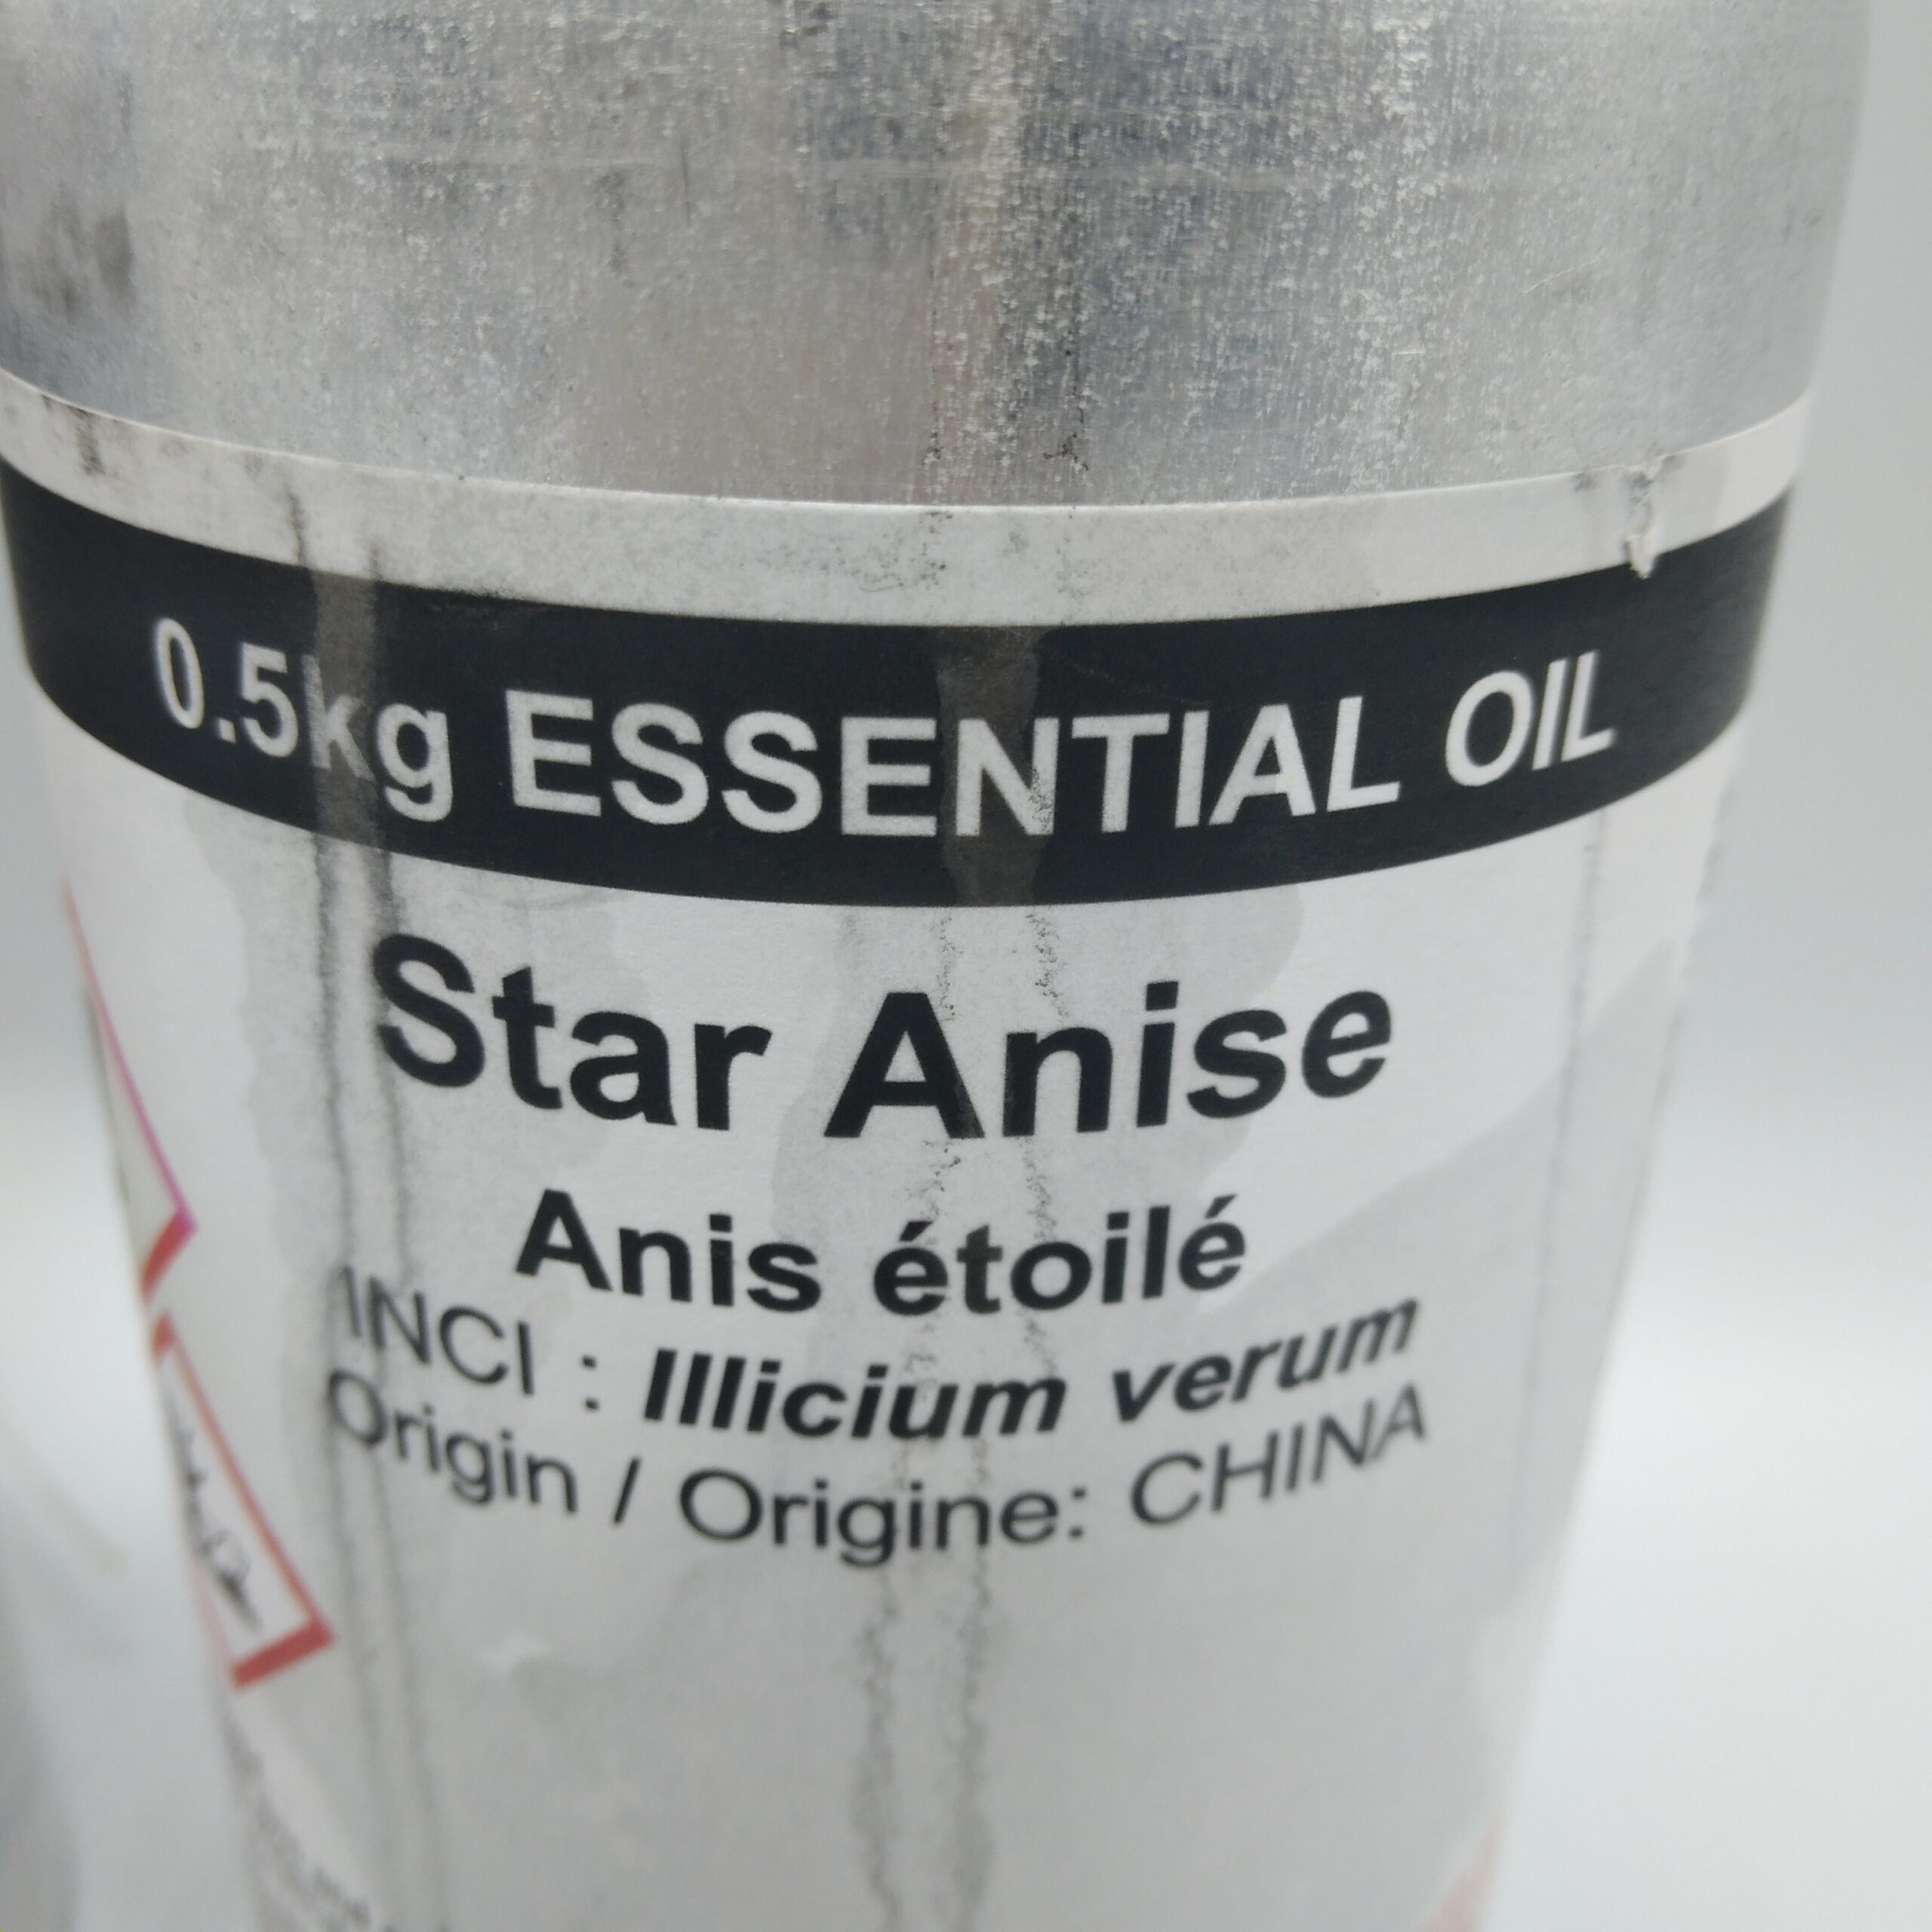 0.5kg ESSENTIAL OIL
Star Anise
Anis étoilé
INCI : Illicium verum
Origin / Origine: CHINA